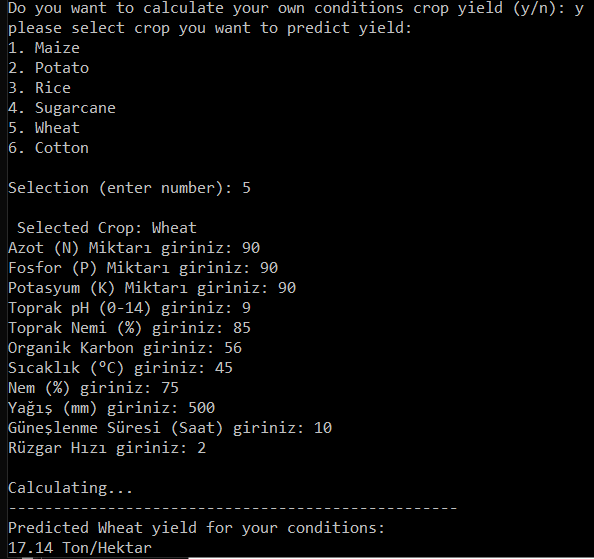 Do you want to calculate your own conditions crop yield (y/n): y
please select crop you want to predict yield:
1. Maize
2. Potato
3. Rice
4. Sugarcane
5. Wheat
6. Cotton
Selection (enter number): 5
Selected Crop: Wheat
Azot (N) Miktarı giriniz: 90
Fosfor (P) Miktarı giriniz: 90
Potasyum (K) Miktarı giriniz: 90
Toprak pH (0-14) giriniz: 9
Toprak Nemi (%) giriniz: 85
Organik Karbon giriniz: 56
Sıcaklık (°C) giriniz: 45
Nem (%) giriniz: 75
Yağış (mm) giriniz: 500
Güneşlenme Süresi (Saat) giriniz: 10
Rüzgar Hızı giriniz: 2
Calculating...
--------------------------------------------------
Predicted Wheat yield for your conditions:
17.14 Ton/Hektar